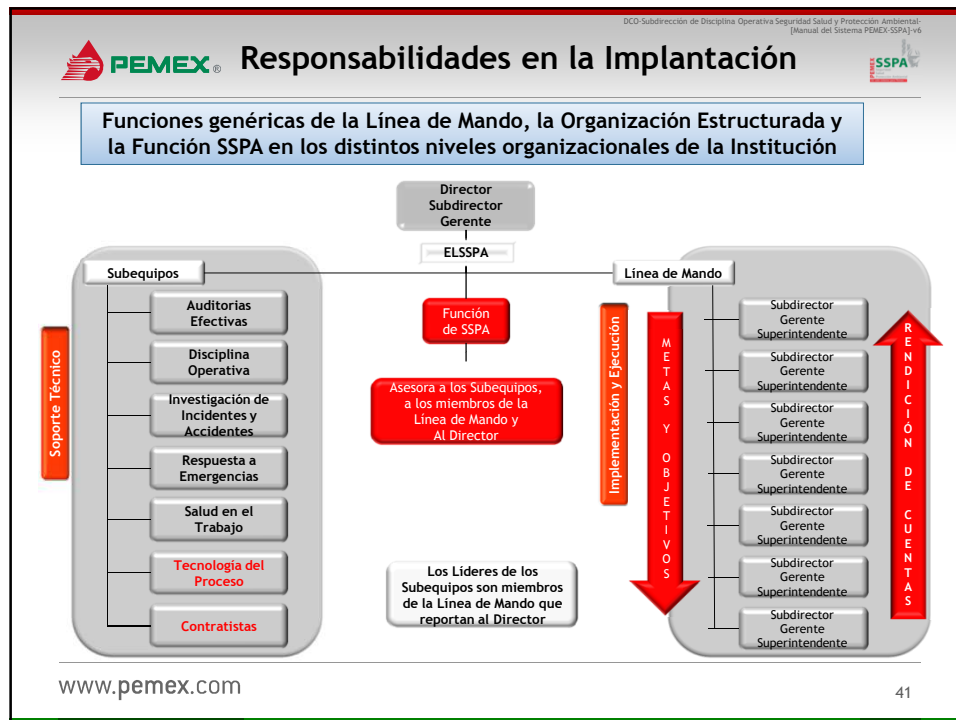 DCO-Subdirección de Disciplina Operativa Seguridad Salud y Protección Ambiental-
[Manual del Sistema PEMEX-SSPA]-v6
PEMEX®
Responsabilidades en la Implantación
PEMEX
SSPA
Funciones genéricas de la Línea de Mando, la Organización Estructurada y
la Función SSPA en los distintos niveles organizacionales de la Institución
Director
Subdirector
Gerente
ELSSPA
Subequipos
Línea de Mando
Soporte Técnico
Auditorias
Efectivas
Disciplina
Operativa
Investigación de
Incidentes y
Accidentes
Respuesta a
Emergencias
Salud en el
Trabajo
Tecnología del
Proceso
Contratistas
Función
de SSPA
Asesora a los Subequipos,
a los miembros de la
Línea de Mando y
Al Director
Los Líderes de los
Subequipos son miembros
de la Línea de Mando que
reportan al Director
Implementación y Ejecución
METAS Y OBJETIVOS
Subdirector
Gerente
Superintendente
Subdirector
Gerente
Superintendente
Subdirector
Gerente
Superintendente
Subdirector
Gerente
Superintendente
Subdirector
Gerente
Superintendente
Subdirector
Gerente
Superintendente
Subdirector
Gerente
Superintendente
RENDICIÓN DE CUENTAS
www.pemex.com
41